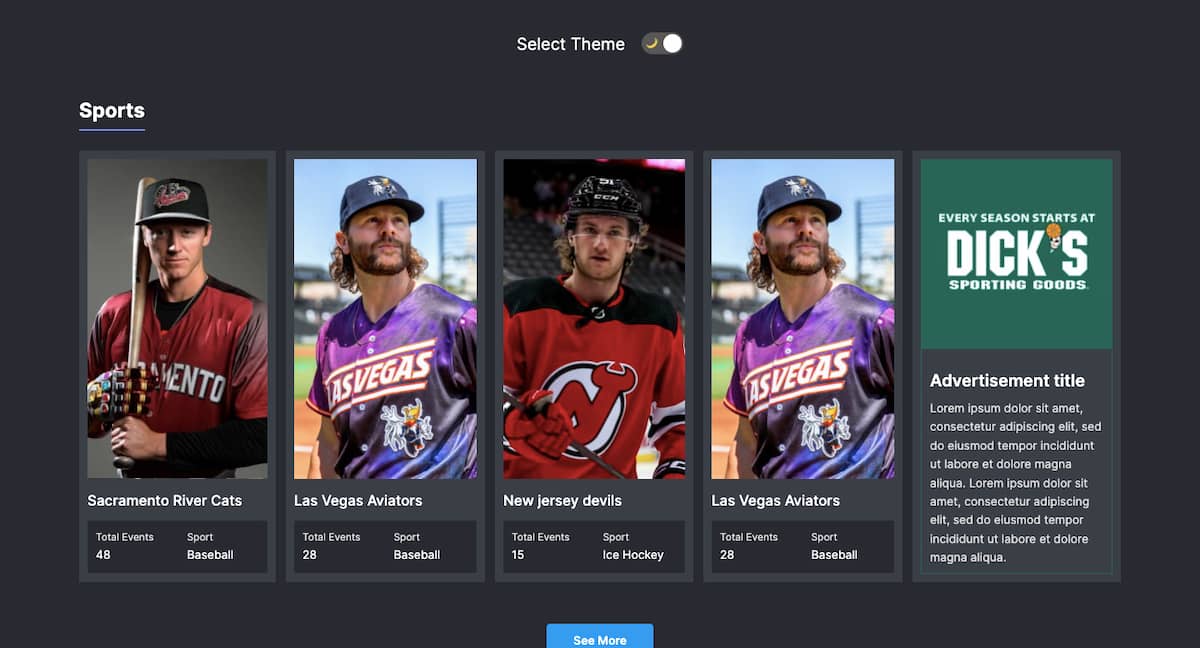 Select Theme
Sports
SACRAMENTO
Sacramento River Cats
Total Events
Sport
48
Baseball
LASVEGAS
Las Vegas Aviators
Total Events
Sport
28
Baseball
CCM
New jersey devils
Total Events
Sport
15
Ice Hockey
LASVEGAS
Las Vegas Aviators
Total Events
Sport
28
Baseball
EVERY SEASON STARTS AT
DICK'S
SPORTING GOODS
Advertisement title
Lorem ipsum dolor sit amet,
consectetur adipiscing elit, sed
do eiusmod tempor incididunt
ut labore et dolore magna
aliqua. Lorem ipsum dolor sit
amet, consectetur adipiscing
elit, sed do eiusmod tempor
incididunt ut labore et dolore
magna aliqua.
See More